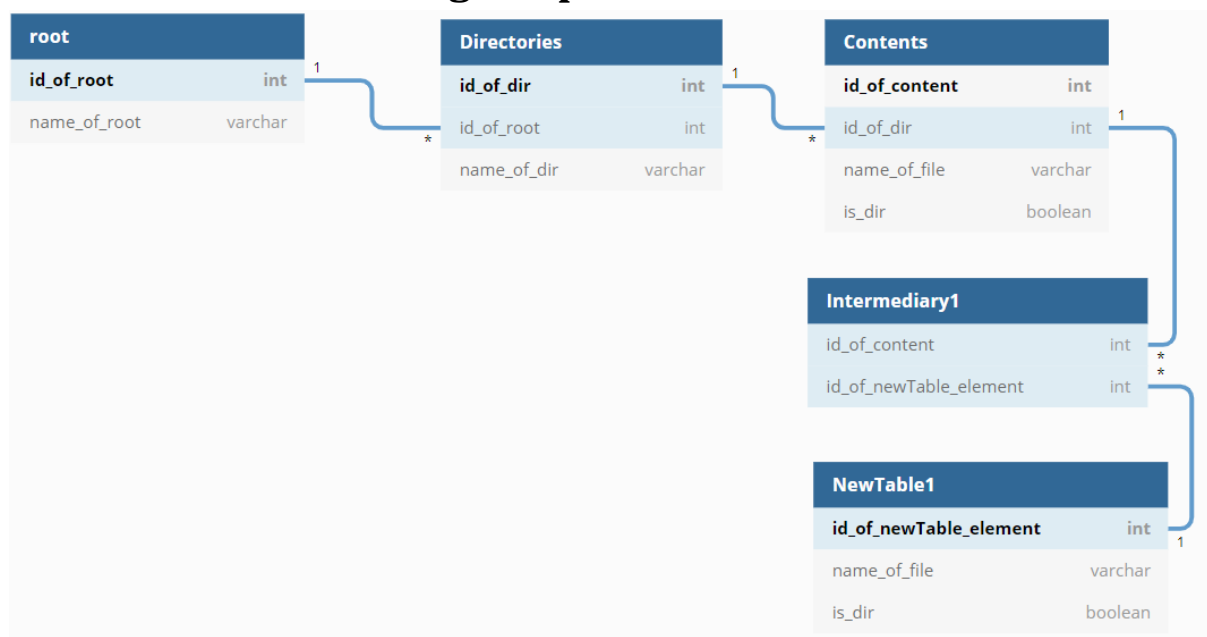 root
id_of_root int
name_of_root varchar
1
*
Directories
id_of_dir int
id_of_root int
name_of_dir varchar
1
*
Contents
id_of_content int
id_of_dir int
name_of_file varchar
is_dir boolean
1
Intermediary1
id_of_content int
*
*
id_of_newTable_element int
NewTable1
id_of_newTable_element int
1
name_of_file varchar
is_dir boolean